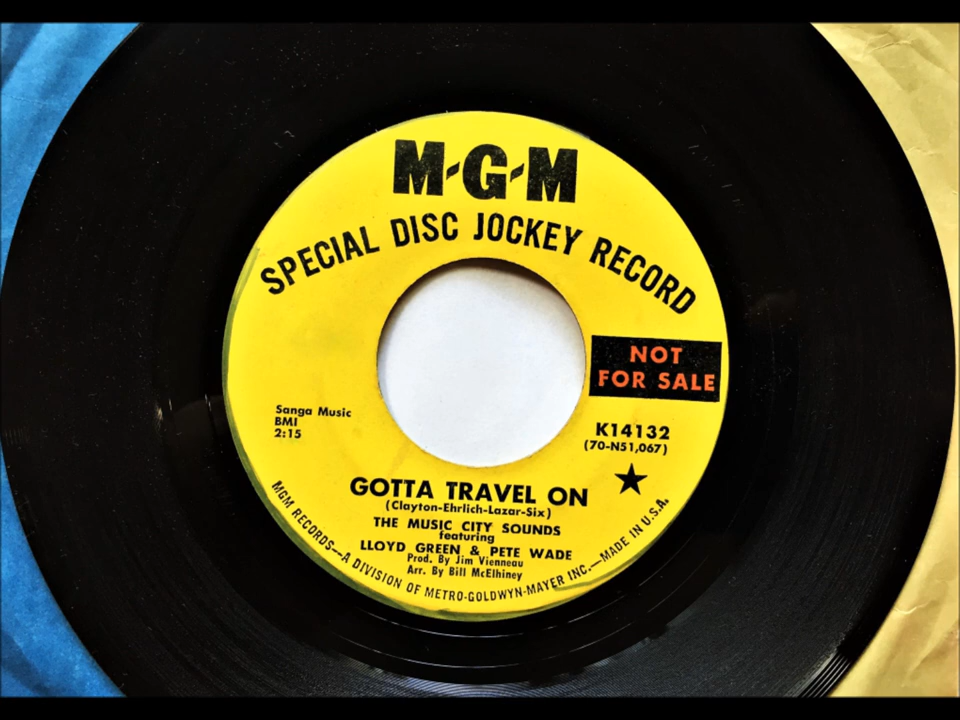 M-G-M
SPECIAL DISC JOCKEY RECORD
NOT
FOR SALE
Sanga Music
BMI
2:15
K14132
(70-N51,067)
GOTTA TRAVEL ON
(Clayton-Ehrlich-Lazar-Six)
THE MUSIC CITY SOUNDS
featuring
LLOYD GREEN & PETE WADE
Prod. By Jim Vienneau
Arr. By Bill McElhiney
MGM RECORDS—A DIVISION OF METRO-GOLDWYN-MAYER INC.—MADE IN U.S.A.